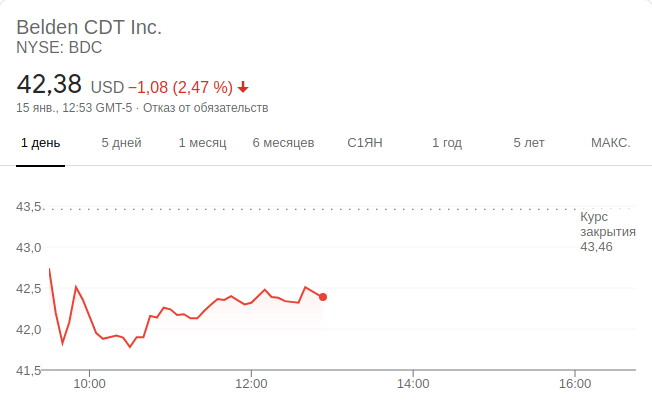 Belden CDT Inc.
NYSE: BDC
42,38 USD −1,08 (2,47 %)
15 янв., 12:53 GMT-5 · Отказ от обязательств
1 день 5 дней 1 месяц 6 месяцев С1ЯН 1 год 5 лет МАКС.
43,5
Курс
закрытия
43,0 43,46
42,5
42,0
41,5
10:00 12:00 14:00 16:00